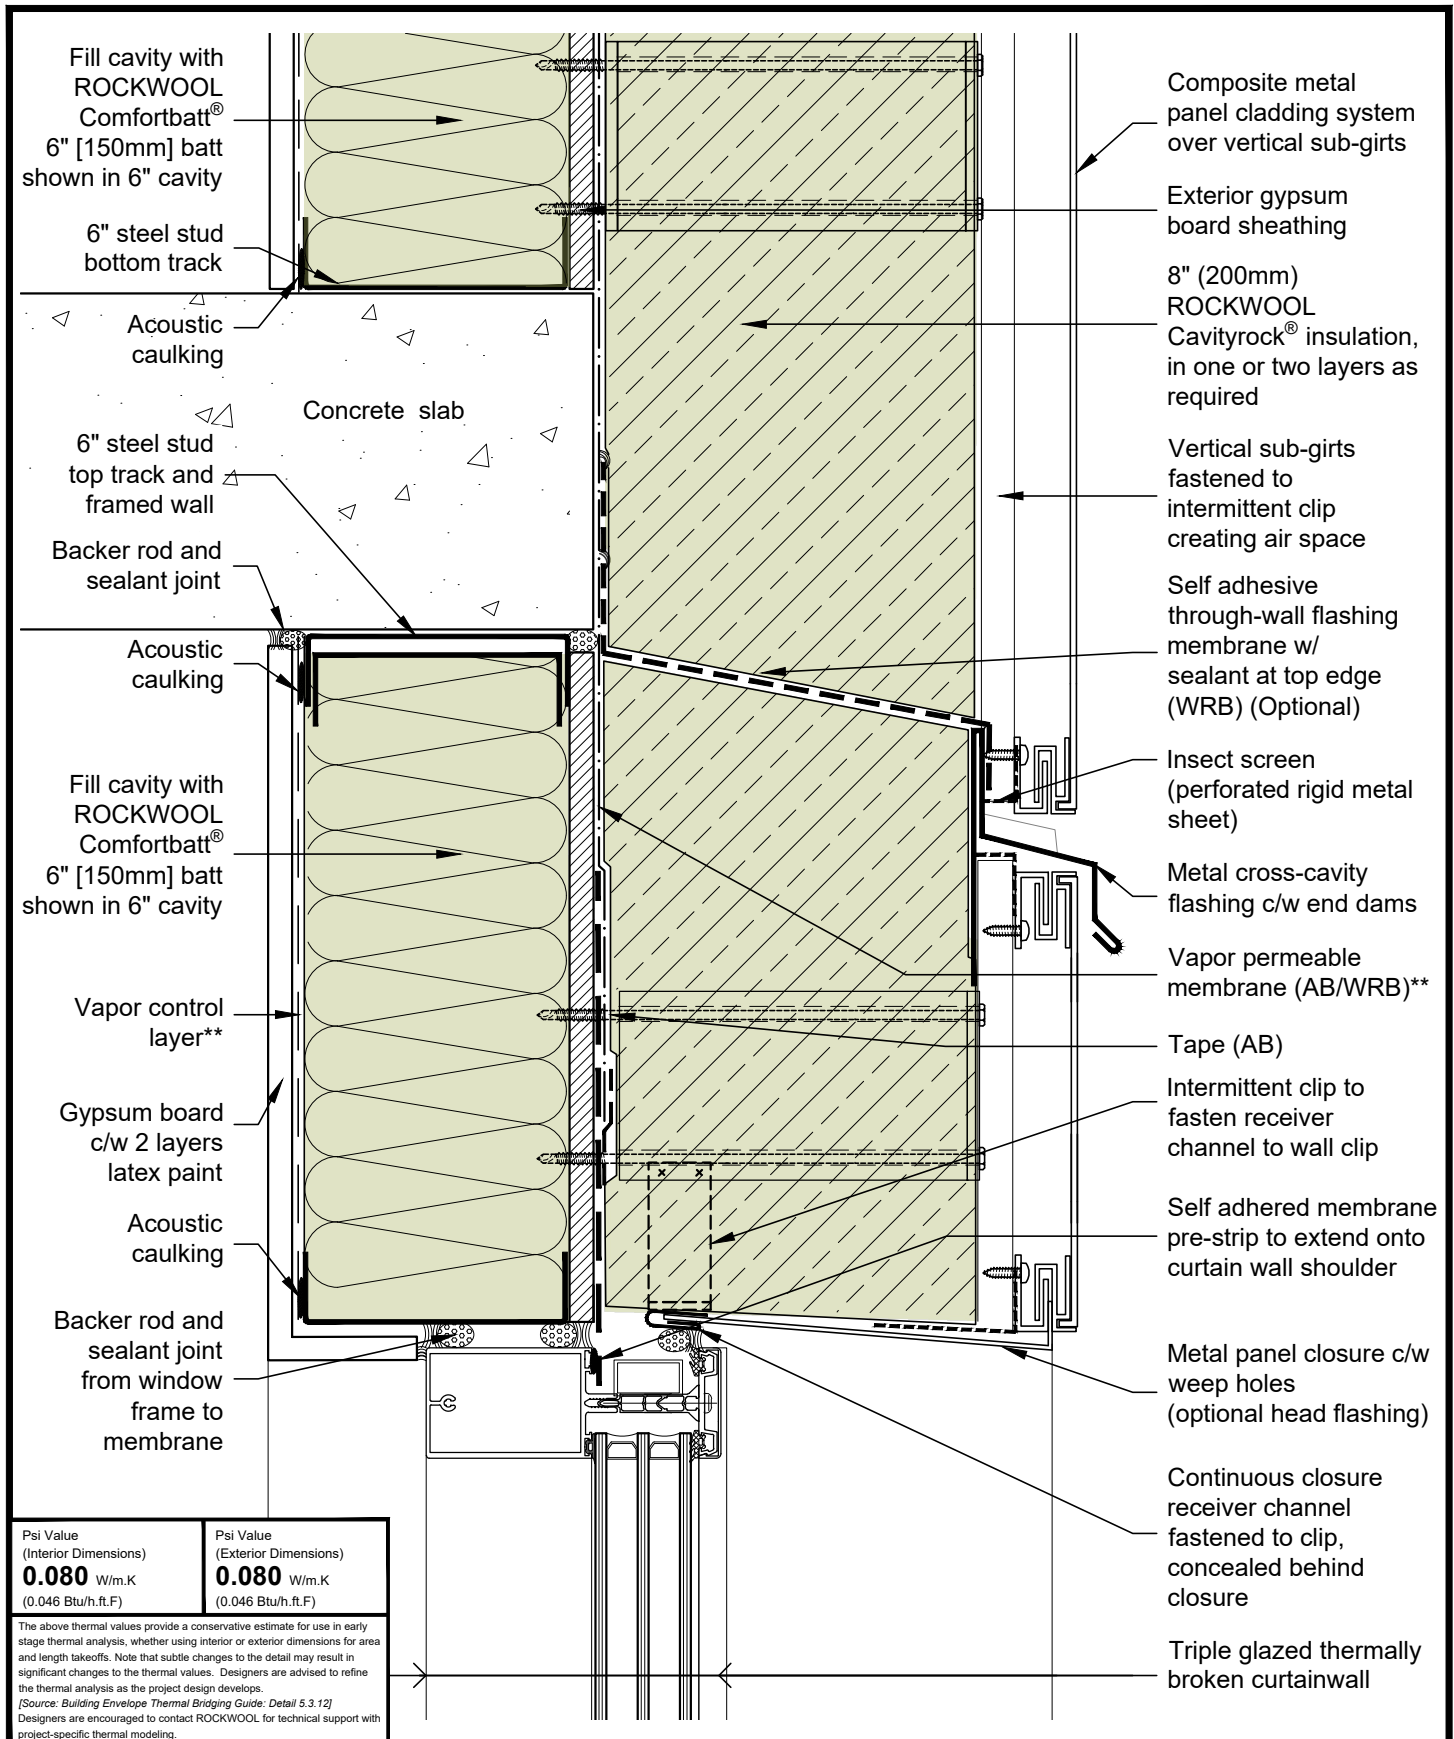 Fill cavity with
ROCKWOOL
Comfortbatt®
6" [150mm] batt
shown in 6" cavity
6" steel stud
bottom track
Acoustic
caulking
Concrete slab
6" steel stud
top track and
framed wall
Backer rod and
sealant joint
Acoustic
caulking
Fill cavity with
ROCKWOOL
Comfortbatt®
6" [150mm] batt
shown in 6" cavity
Vapor control
layer**
Gypsum board
c/w 2 layers
latex paint
Acoustic
caulking
Backer rod and
sealant joint
from window
frame to
membrane
Composite metal
panel cladding system
over vertical sub-girts
Exterior gypsum
board sheathing
8" (200mm)
ROCKWOOL
Cavityrock® insulation,
in one or two layers as
required
Vertical sub-girts
fastened to
intermittent clip
creating air space
Self adhesive
through-wall flashing
membrane w/
sealant at top edge
(WRB) (Optional)
Insect screen
(perforated rigid metal
sheet)
Metal cross-cavity
flashing c/w end dams
Vapor permeable
membrane (AB/WRB)**
Tape (AB)
Intermittent clip to
fasten receiver
channel to wall clip
Self adhered membrane
pre-strip to extend onto
curtain wall shoulder
Metal panel closure c/w
weep holes
(optional head flashing)
Continuous closure
receiver channel
fastened to clip,
concealed behind
closure
Triple glazed thermally
broken curtainwall
Psi Value
(Interior Dimensions)
0.080 W/m.K
(0.046 Btu/h.ft.F)
Psi Value
(Exterior Dimensions)
0.080 W/m.K
(0.046 Btu/h.ft.F)
The above thermal values provide a conservative estimate for use in early
stage thermal analysis, whether using interior or exterior dimensions for area
and length takeoffs. Note that subtle changes to the detail may result in
significant changes to the thermal values. Designers are advised to refine
the thermal analysis as the project design develops.
[Source: Building Envelope Thermal Bridging Guide: Detail 5.3.12]
Designers are encouraged to contact ROCKWOOL for technical support with
project-specific thermal modeling.